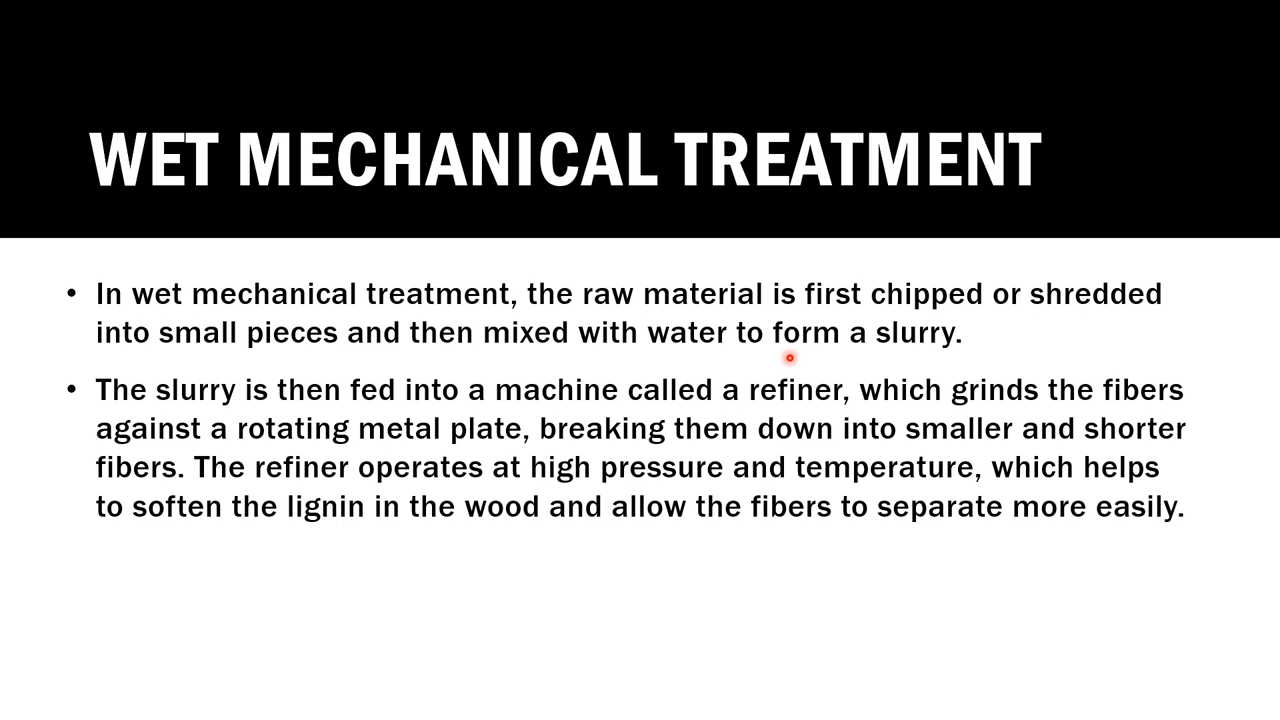 WET MECHANICAL TREATMENT
• In wet mechanical treatment, the raw material is first chipped or shredded
into small pieces and then mixed with water to form a slurry.
• The slurry is then fed into a machine called a refiner, which grinds the fibers
against a rotating metal plate, breaking them down into smaller and shorter
fibers. The refiner operates at high pressure and temperature, which helps
to soften the lignin in the wood and allow the fibers to separate more easily.